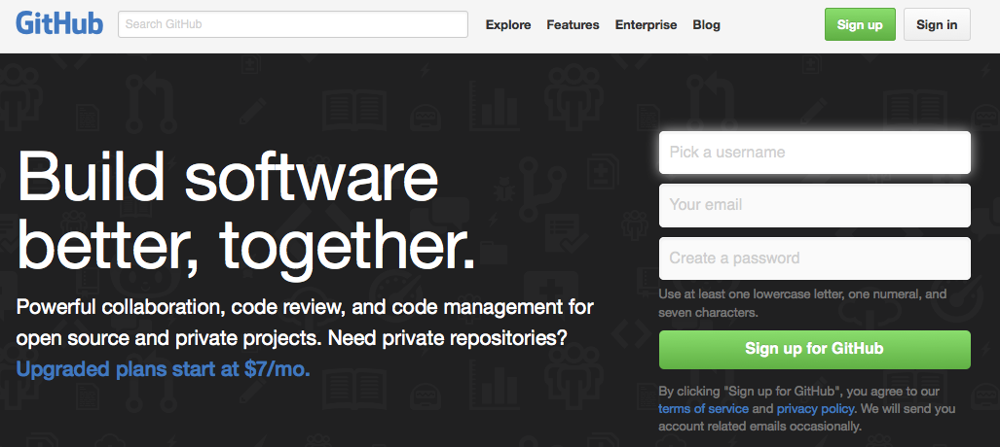 GitHub
Search GitHub
Explore Features Enterprise Blog
Sign up
Sign in
Build software
better, together.
Powerful collaboration, code review, and code management for
open source and private projects. Need private repositories?
Upgraded plans start at $7/mo.
Pick a username
Your email
Create a password
Use at least one lowercase letter, one numeral, and
seven characters.
Sign up for GitHub
By clicking "Sign up for GitHub", you agree to our
terms of service and privacy policy. We will send you
account related emails occasionally.